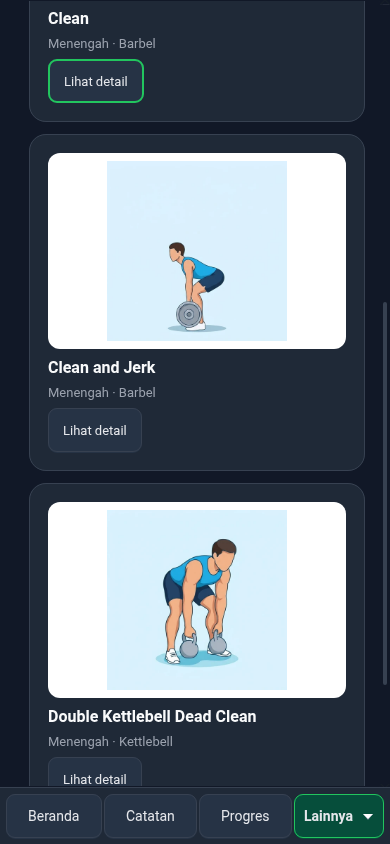 Clean
Menengah · Barbel
Lihat detail
Clean and Jerk
Menengah · Barbel
Lihat detail
Double Kettlebell Dead Clean
Menengah · Kettlebell
Lihat detail
Beranda
Catatan
Progres
Lainnya